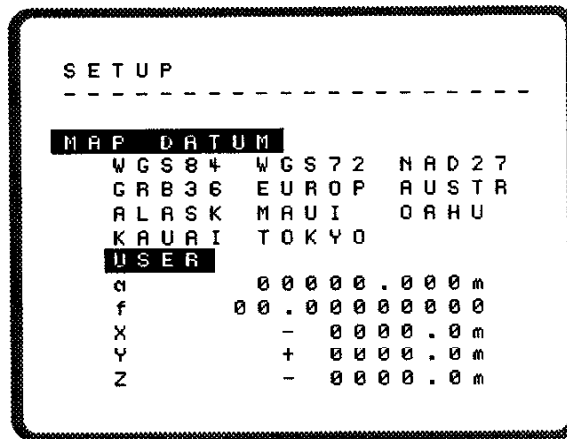 SETUP
- - - - - - - - - - - - - - - - - - - -
MAP DATUM
WGS84 WGS72 NAD27
GRB36 EUROP AUSTR
ALASK MAUI OAHU
KAUAI TOKYO
USER
a 00000.000m
f 00.00000000
X - 0000.0m
Y + 0000.0m
Z - 0000.0m